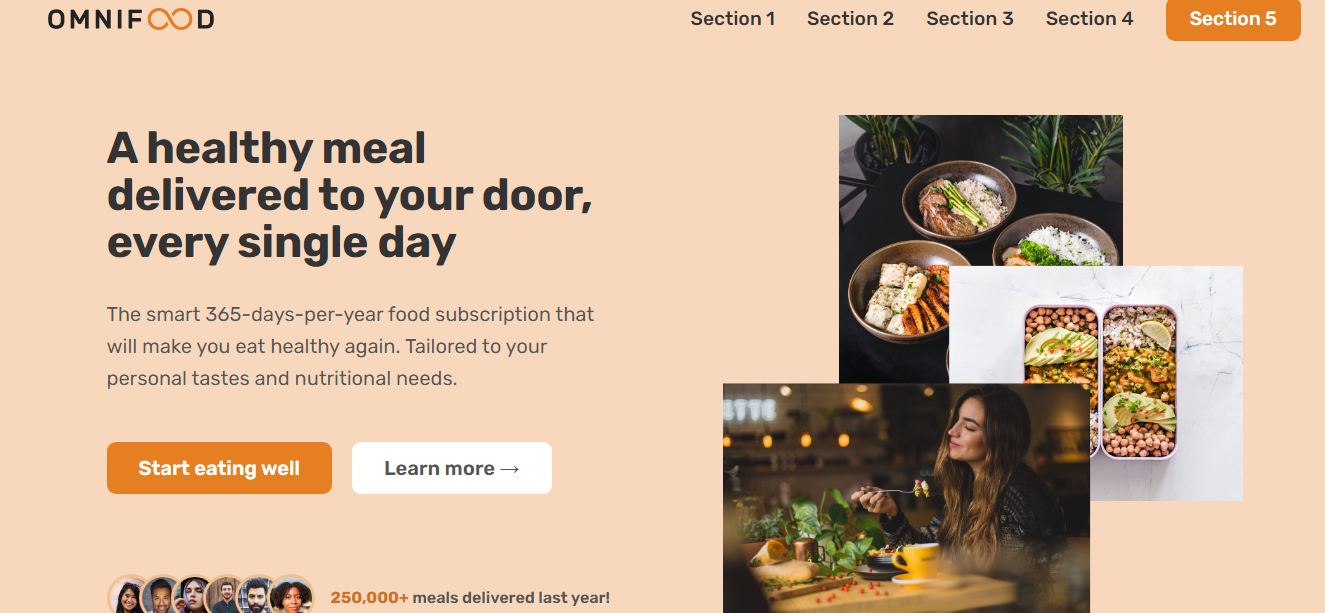 OMNIFOOD
Section 1
Section 2
Section 3
Section 4
Section 5
A healthy meal
delivered to your door,
every single day
The smart 365-days-per-year food subscription that
will make you eat healthy again. Tailored to your
personal tastes and nutritional needs.
ETTE
Start eating well
Learn more →
250,000+ meals delivered last year!